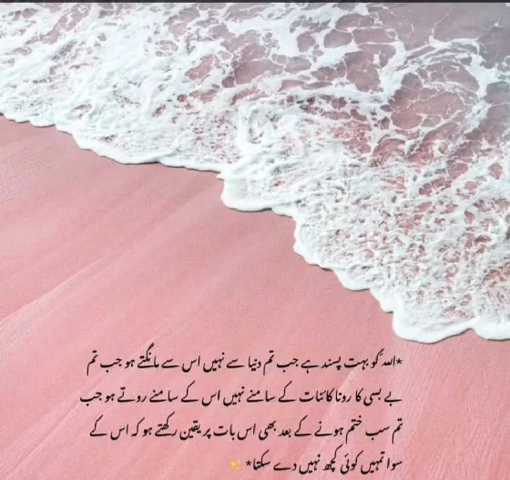 *اللہ کو بہت پسند ہے جب تم دنیا سے نہیں اس سے مانگتے ہو جب تم
بے بسی کا رونا کائنات کے سامنے نہیں اس کے سامنے روتے ہو جب
تم سب ختم ہونے کے بعد بھی اس بات پر یقین رکھتے ہو کہ اس کے
سوا تمہیں کوئی کچھ نہیں دے سکتا* ✨